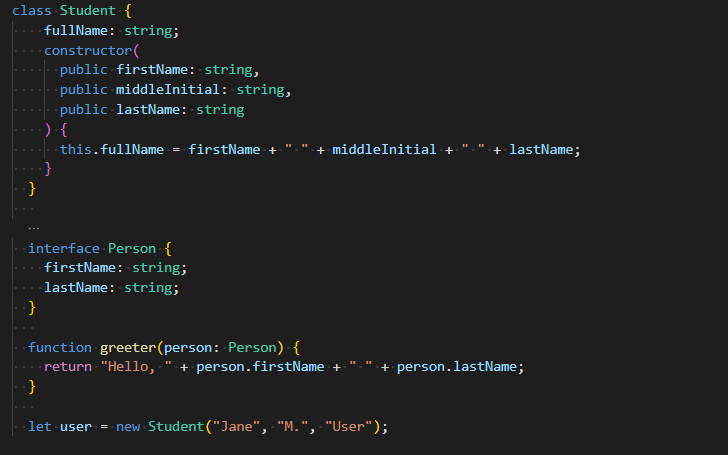 class Student {
    fullName: string;
    constructor(
      public firstName: string,
      public middleInitial: string,
      public lastName: string
    ) {
      this.fullName = firstName + " " + middleInitial + " " + lastName;
    }
  }
  ...
  interface Person {
    firstName: string;
    lastName: string;
  }
  function greeter(person: Person) {
    return "Hello, " + person.firstName + " " + person.lastName;
  }
  let user = new Student("Jane", "M.", "User");